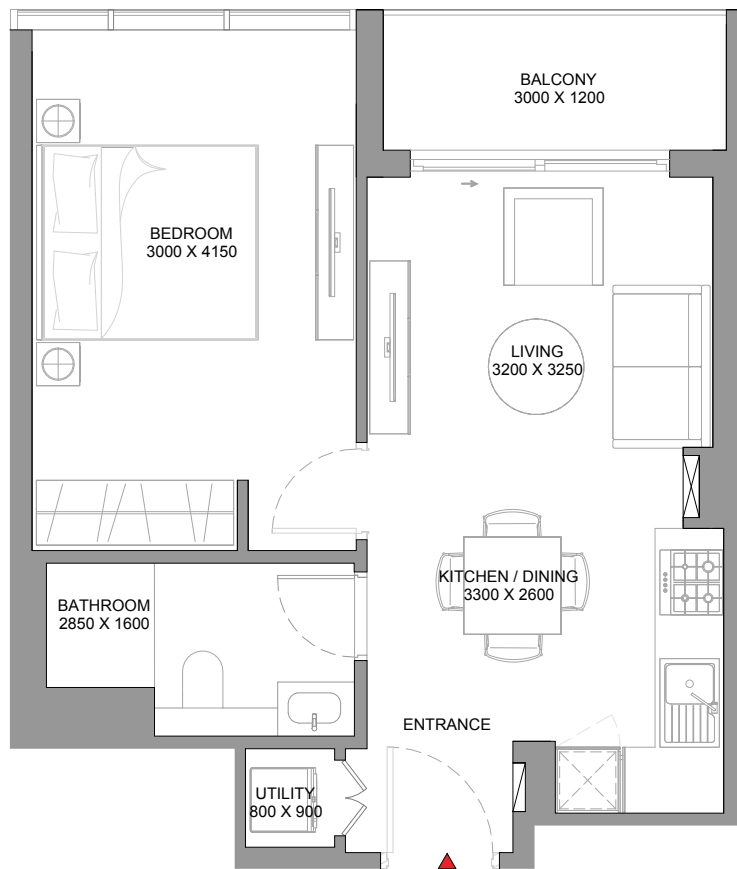 BALCONY
3000 X 1200
BEDROOM
3000 X 4150
LIVING
3200 X 3250
KITCHEN / DINING
3300 X 2600
BATHROOM
2850 X 1600
ENTRANCE
UTILITY
800 X 900